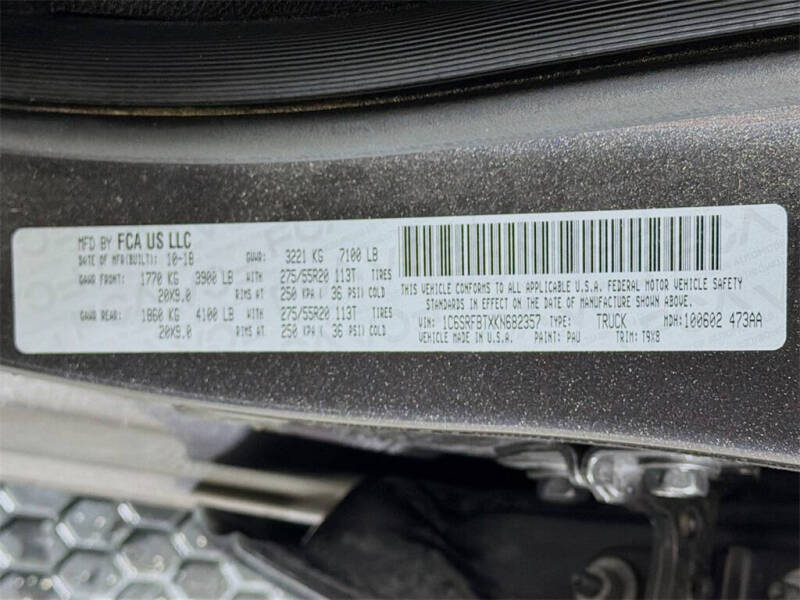 MFD BY FCA US LLC
DATE OF MFR(BUILT): 10-18 GVWR: 3221 KG 7100 LB
GAWR FRONT: 1770 KG 3900 LB WITH 275/55R20 113T TIRES
20X9.0 RIMS AT 250 KPA( 36 PSI) COLD
GAWR REAR: 1860 KG 4100 LB WITH 275/55R20 113T TIRES
20X9.0 RIMS AT 250 KPA( 36 PSI) COLD
THIS VEHICLE CONFORMS TO ALL APPLICABLE U.S.A. FEDERAL MOTOR VEHICLE SAFETY
STANDARDS IN EFFECT ON THE DATE OF MANUFACTURE SHOWN ABOVE.
VIN: 1C6SRFBTXKN682357 TYPE: TRUCK MDH:100602 473AA
VEHICLE MADE IN U.S.A. PAINT: PAU TRIM: T9X8